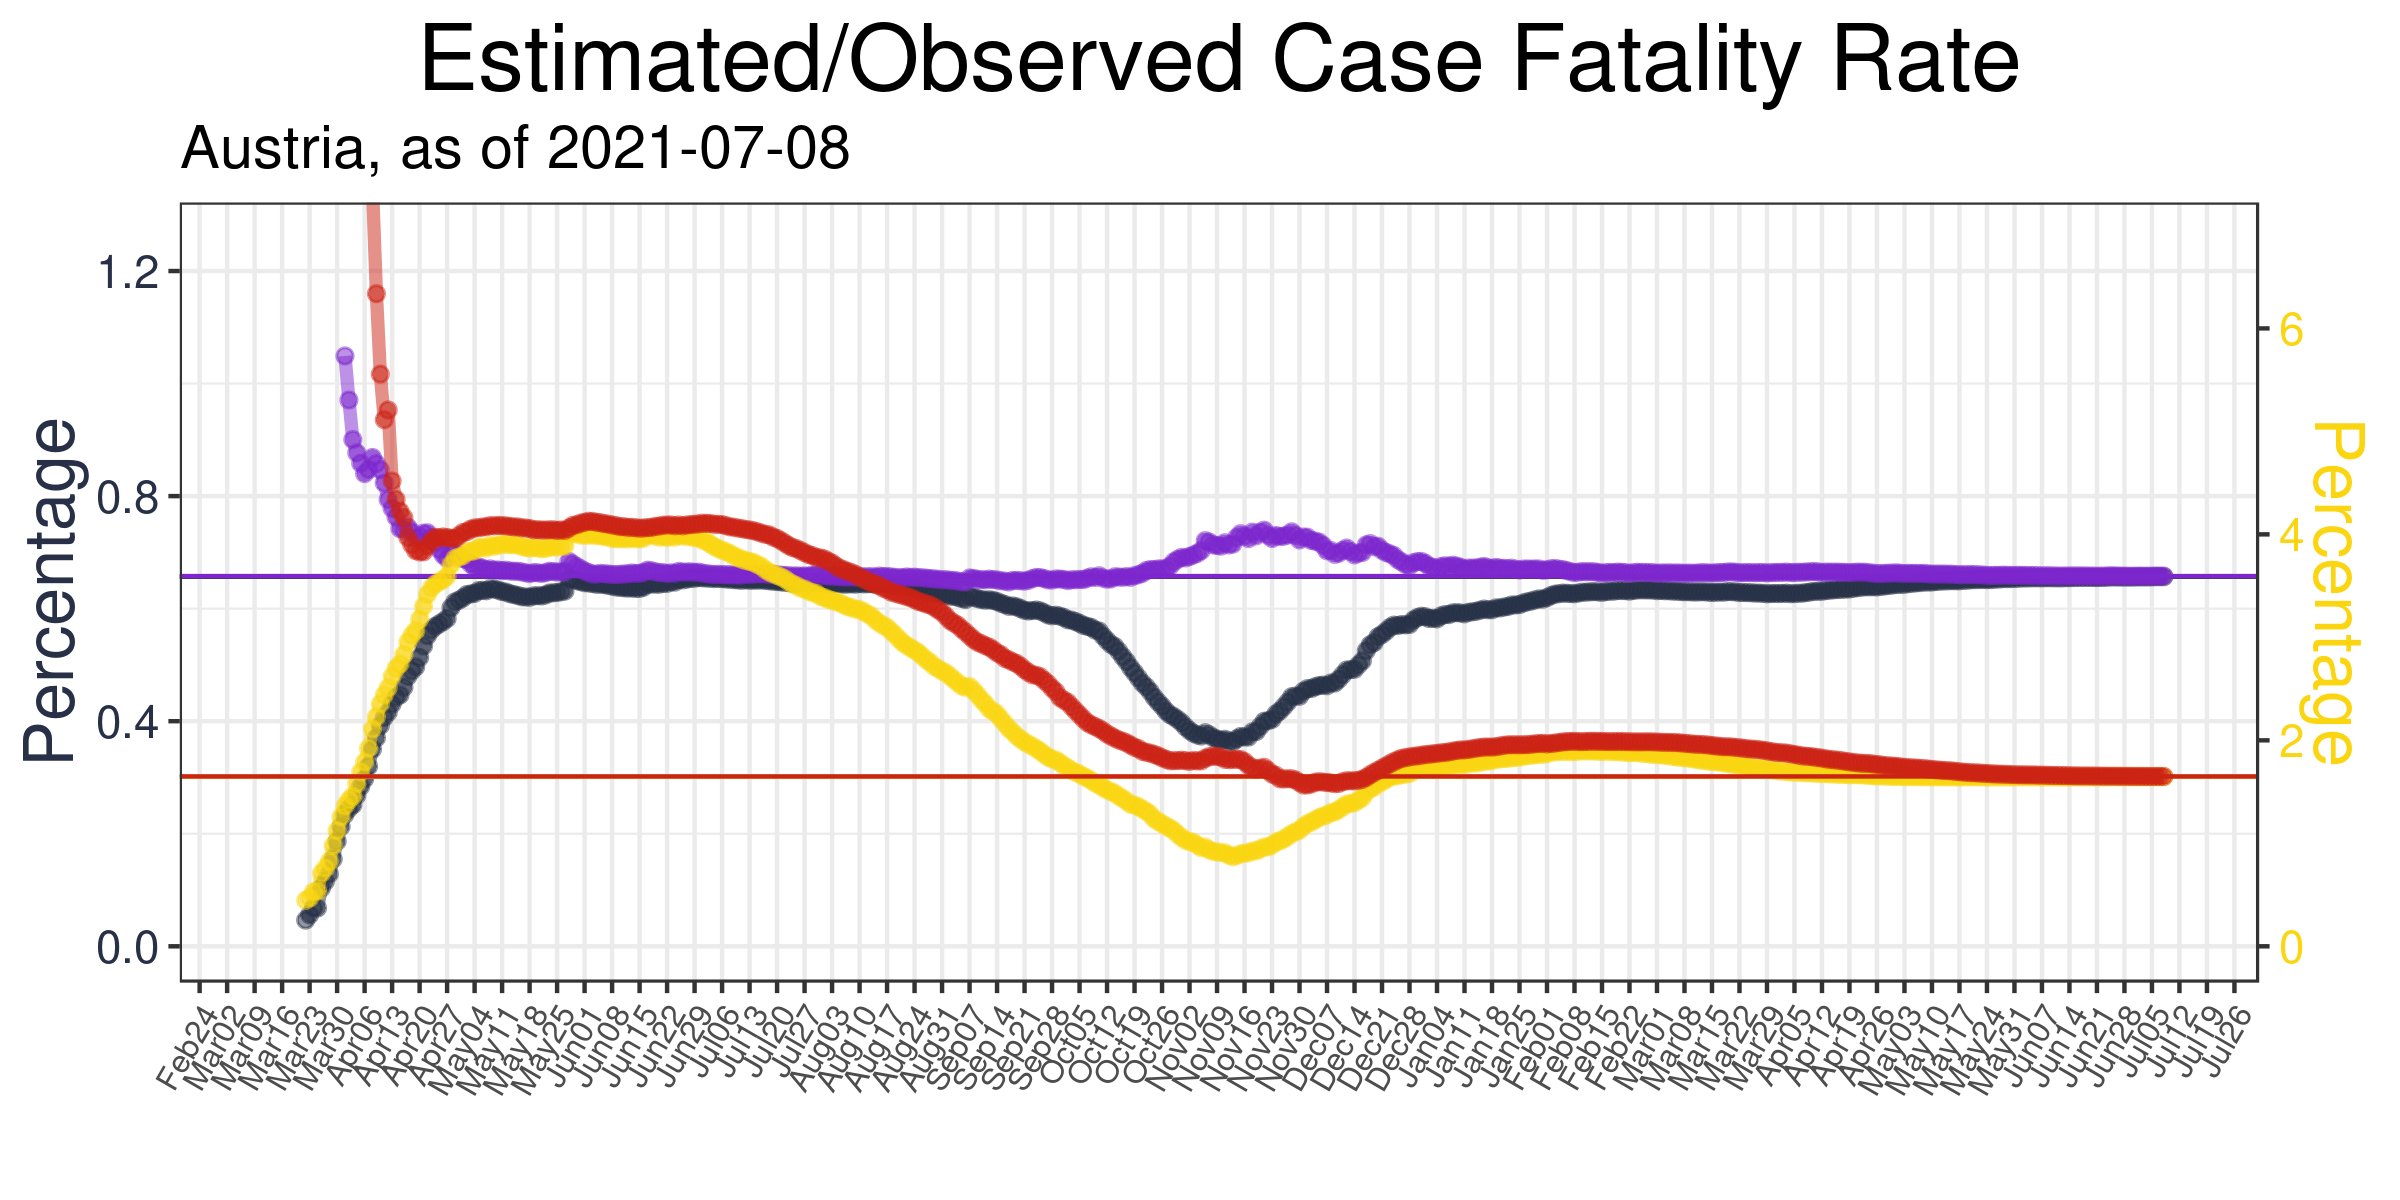 Estimated/Observed Case Fatality Rate
Austria, as of 2021-07-08
Percentage
1.2
0.8
0.4
0.0
6
4
2
0
Percentage
Feb24
Mar02
Mar09
Mar16
Mar23
Mar30
Apr06
Apr13
Apr20
Apr27
May04
May11
May18
May25
Jun01
Jun08
Jun15
Jun22
Jun29
Jul06
Jul13
Jul20
Jul27
Aug03
Aug10
Aug17
Aug24
Aug31
Sep07
Sep14
Sep21
Sep28
Oct05
Oct12
Oct19
Oct26
Nov02
Nov09
Nov16
Nov23
Nov30
Dec07
Dec14
Dec21
Dec28
Jan04
Jan11
Jan18
Jan25
Feb01
Feb08
Feb15
Feb22
Mar01
Mar08
Mar15
Mar22
Mar29
Apr05
Apr12
Apr19
Apr26
May03
May10
May17
May24
May31
Jun07
Jun14
Jun21
Jun28
Jul05
Jul12
Jul19
Jul26